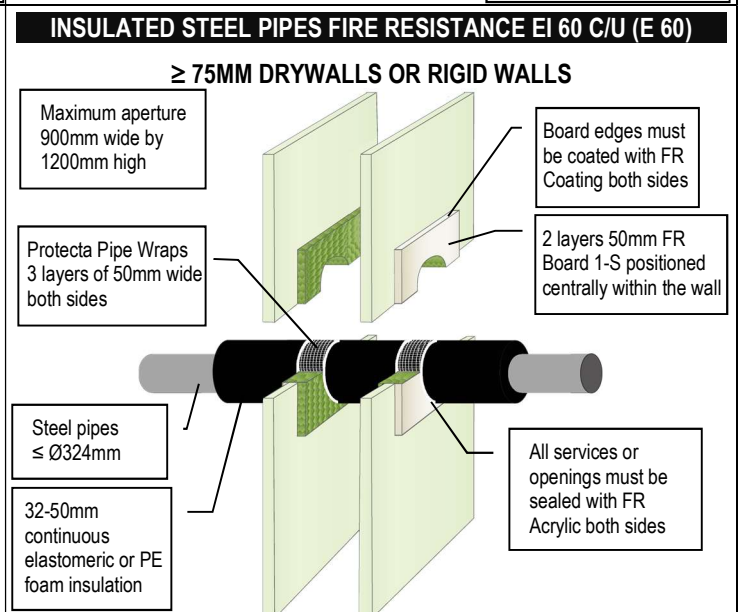 INSULATED STEEL PIPES FIRE RESISTANCE EI 60 C/U (E 60)
≥ 75MM DRYWALLS OR RIGID WALLS
Maximum aperture
900mm wide by
1200mm high
Board edges must
be coated with FR
Coating both sides
Protecta Pipe Wraps
3 layers of 50mm wide
both sides
2 layers 50mm FR
Board 1-S positioned
centrally within the wall
Steel pipes
≤ Ø324mm
All services or
openings must be
sealed with FR
Acrylic both sides
32-50mm
continuous
elastomeric or PE
foam insulation